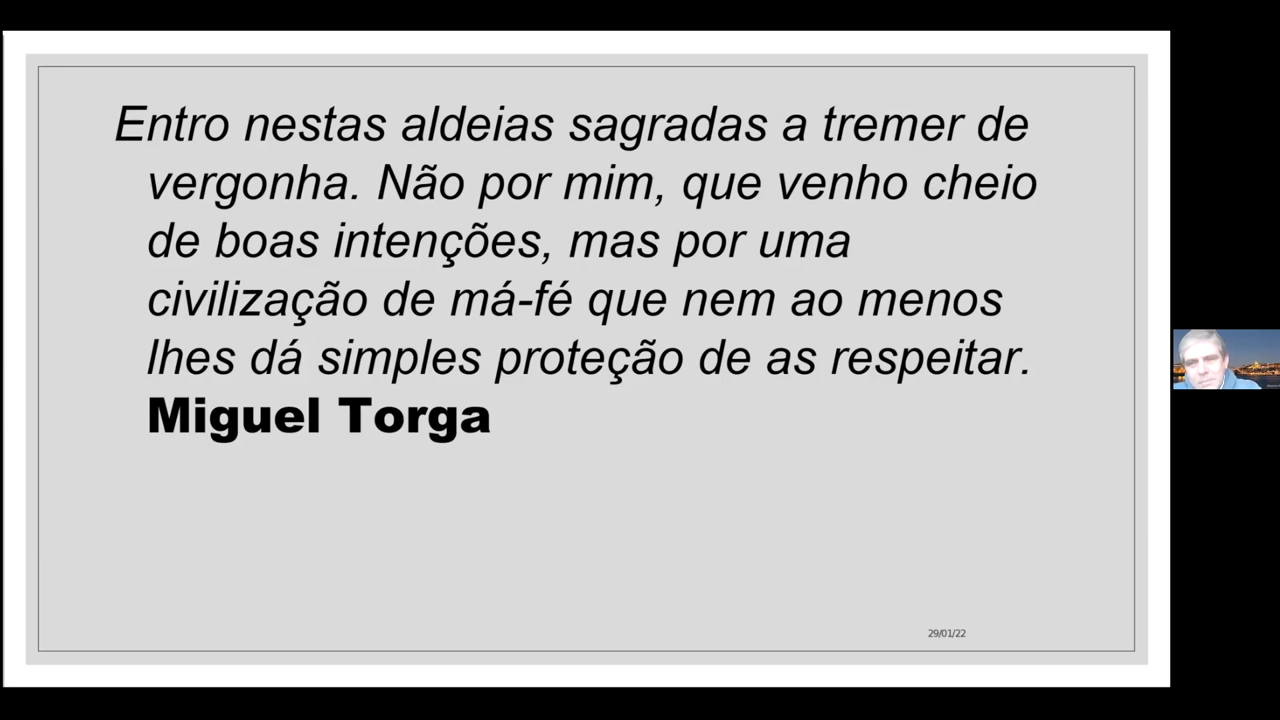 Entro nestas aldeias sagradas a tremer de
vergonha. Não por mim, que venho cheio
de boas intenções, mas por uma
civilização de má-fé que nem ao menos
lhes dá simples proteção de as respeitar.
Miguel Torga
29/01/22